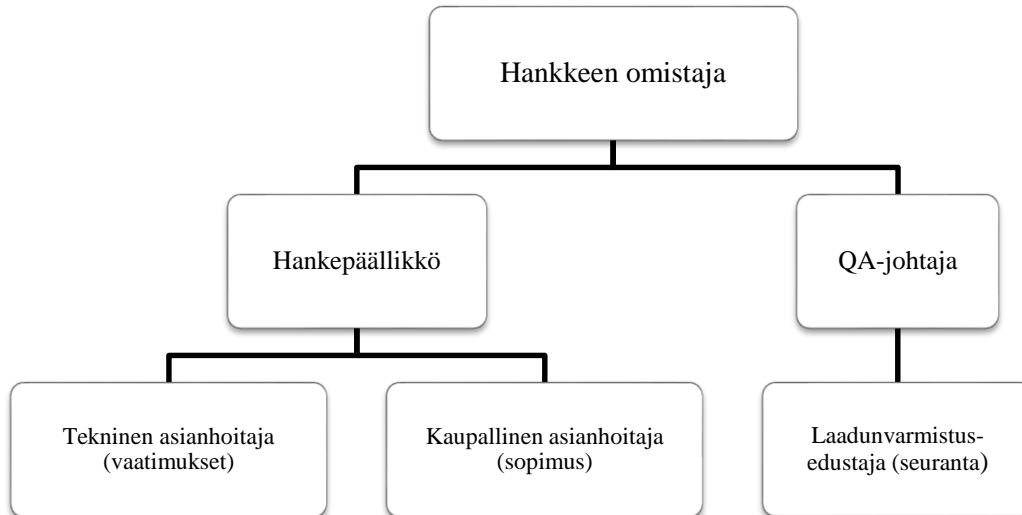 Hankkeen omistaja
Hankepäällikkö
QA-johtaja
Tekninen asianhoitaja
(vaatimukset)
Kaupallinen asianhoitaja
(sopimus)
Laadunvarmistus-
edustaja (seuranta)